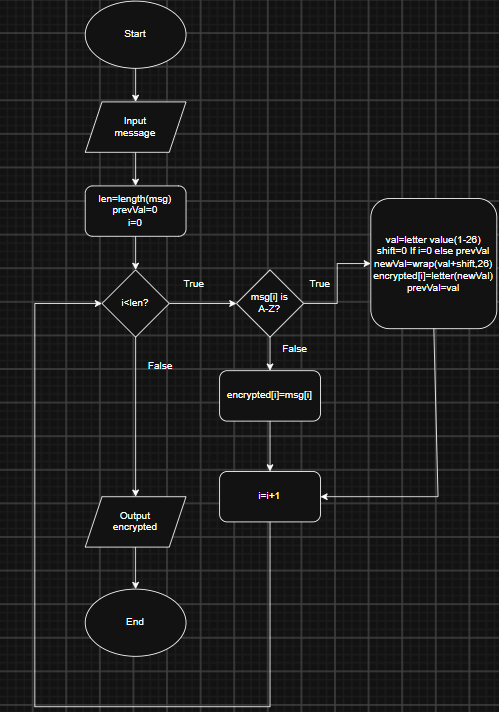 Start
Input
message
len=length(msg)
prevVal=0
i=0
i<len?
True
msg[i] is
A-Z?
True
val=letter value(1-26)
shift=0 If i=0 else prevVal
newVal=wrap(val+shift,26)
encrypted[i]=letter(newVal)
prevVal=val
False
encrypted[i]=msg[i]
i=i+1
False
Output
encrypted
End